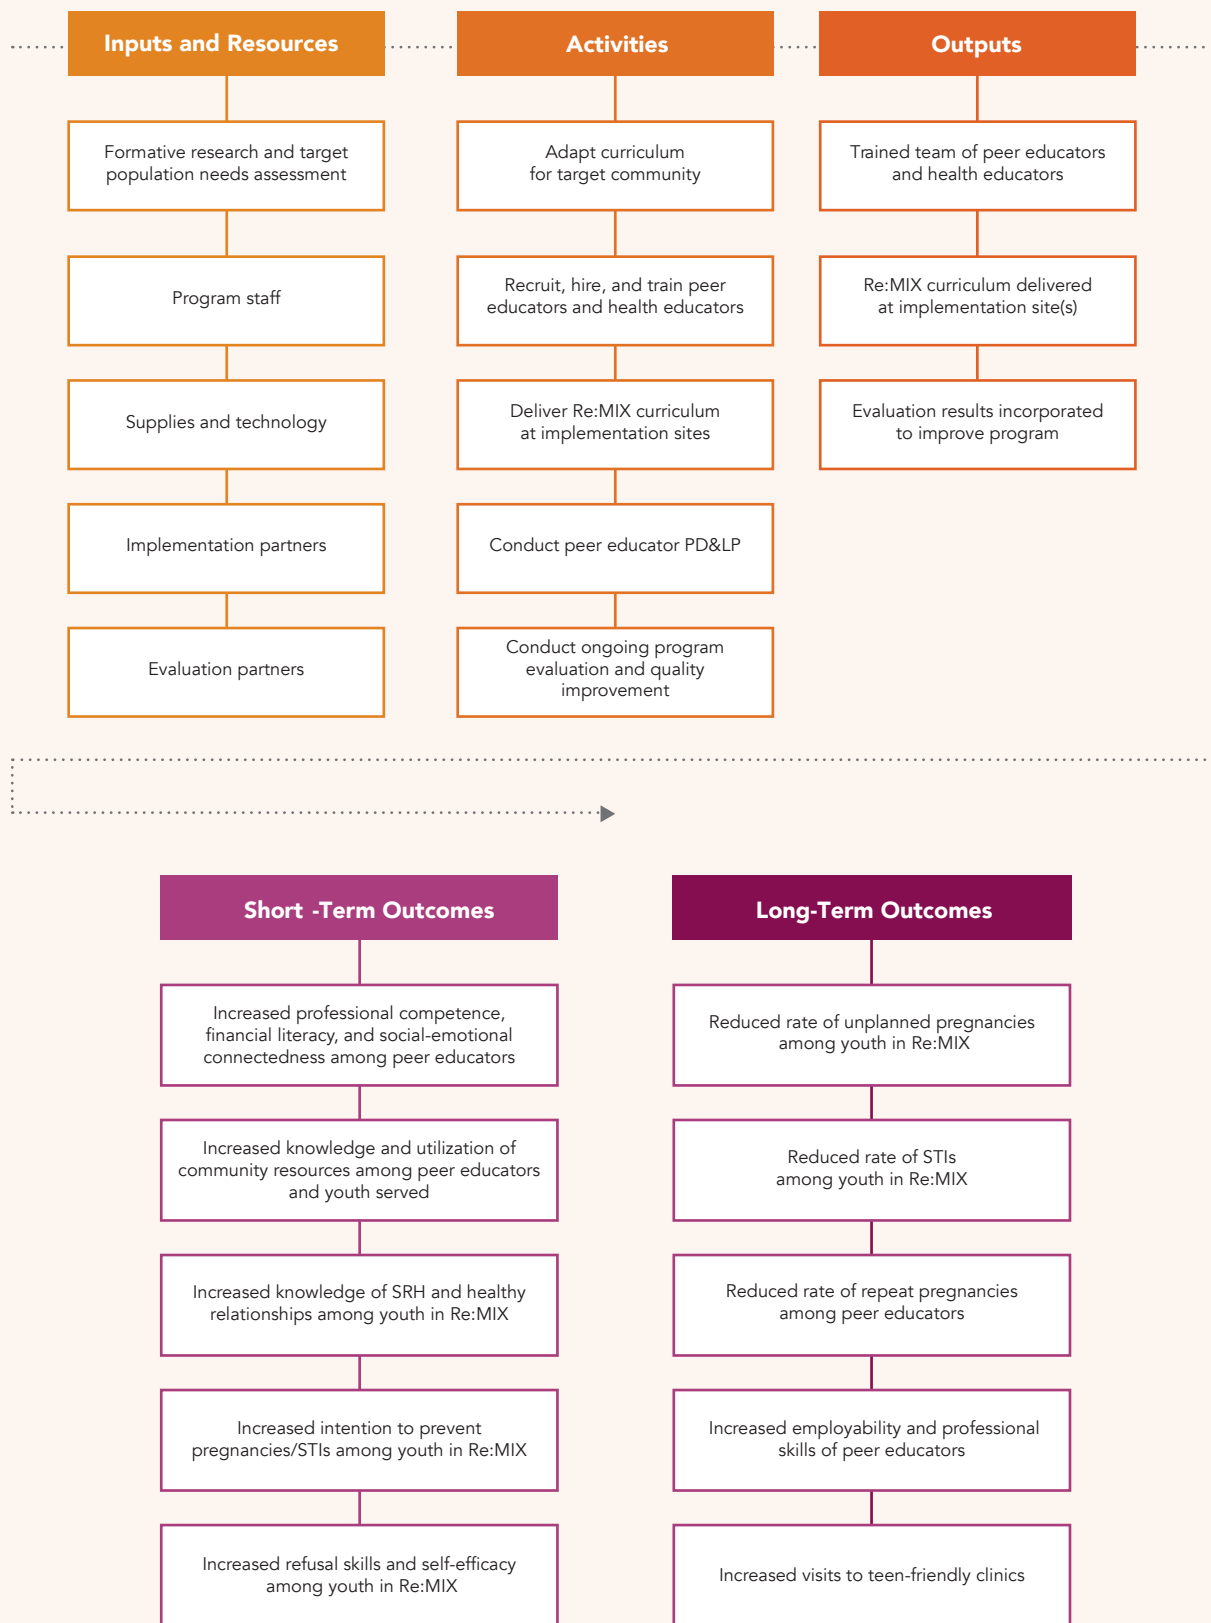 Inputs and Resources
Formative research and target
population needs assessment
Program staff
Supplies and technology
Implementation partners
Evaluation partners
Activities
Adapt curriculum
for target community
Recruit, hire, and train peer
educators and health educators
Deliver Re:MIX curriculum
at implementation sites
Conduct peer educator PD&LP
Conduct ongoing program
evaluation and quality
improvement
Outputs
Trained team of peer educators
and health educators
Re:MIX curriculum delivered
at implementation site(s)
Evaluation results incorporated
to improve program
Short -Term Outcomes
Increased professional competence,
financial literacy, and social-emotional
connectedness among peer educators
Increased knowledge and utilization of
community resources among peer educators
and youth served
Increased knowledge of SRH and healthy
relationships among youth in Re:MIX
Increased intention to prevent
pregnancies/STIs among youth in Re:MIX
Increased refusal skills and self-efficacy
among youth in Re:MIX
Long-Term Outcomes
Reduced rate of unplanned pregnancies
among youth in Re:MIX
Reduced rate of STIs
among youth in Re:MIX
Reduced rate of repeat pregnancies
among peer educators
Increased employability and professional
skills of peer educators
Increased visits to teen-friendly clinics